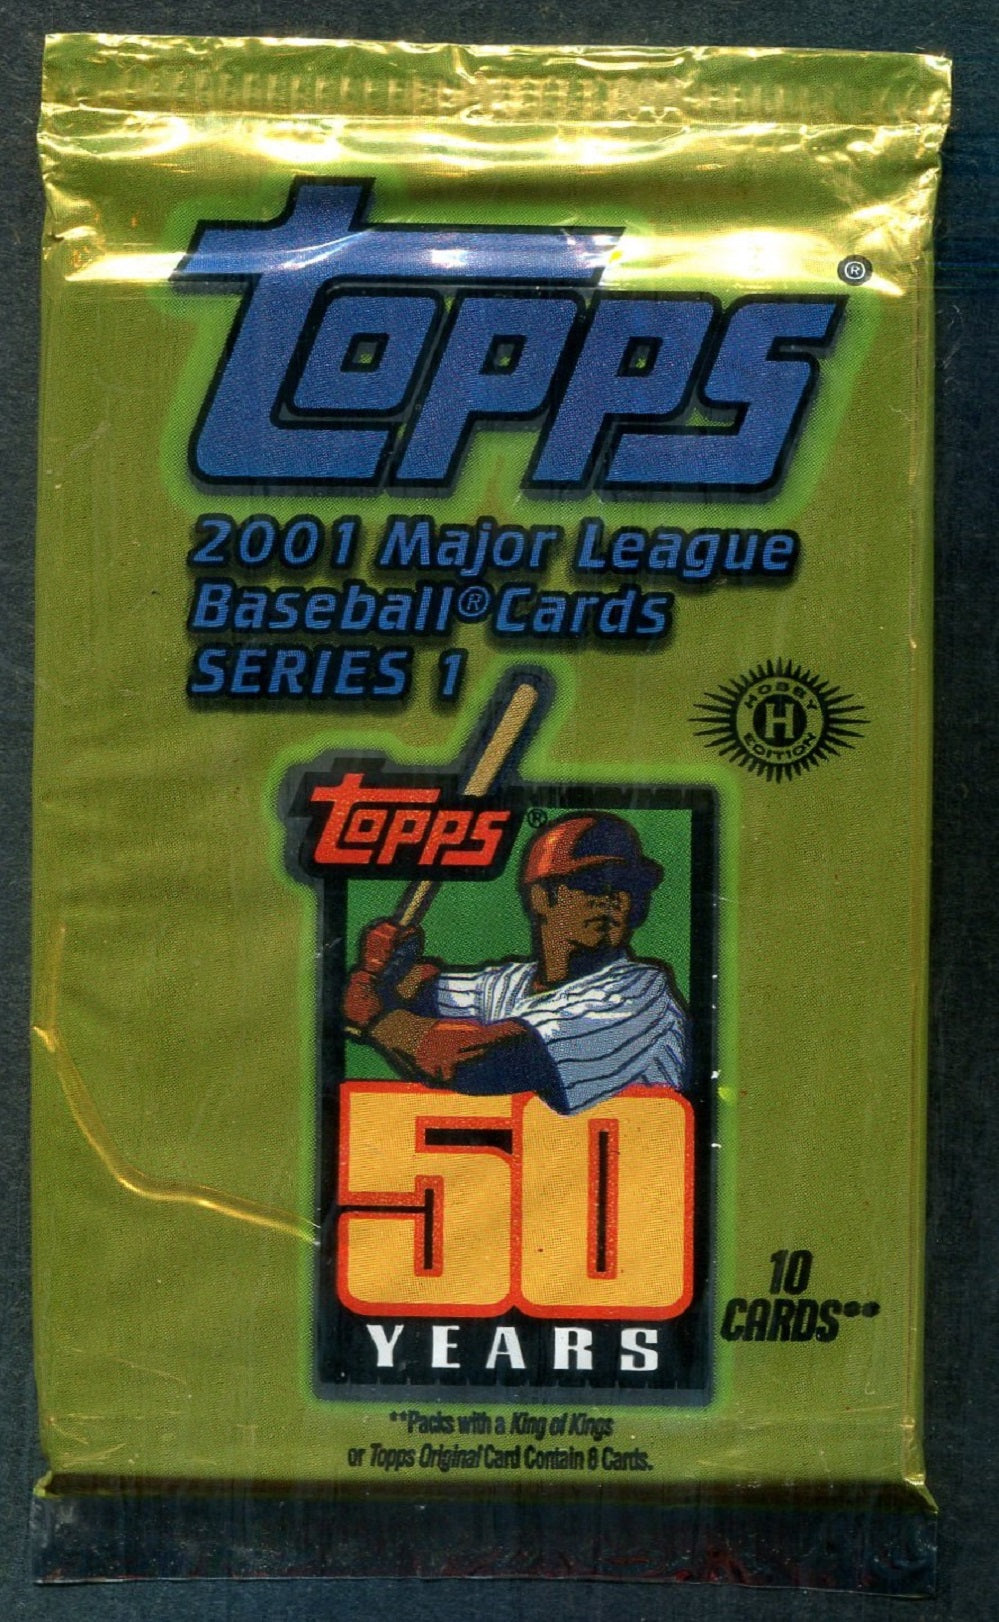 topps®
2001 Major League
Baseball® Cards
SERIES 1
HOBBY
H
EDITION
topps®
50
YEARS
10
CARDS**
**Packs with a King of Kings
or Topps Original Card Contain 8 Cards.